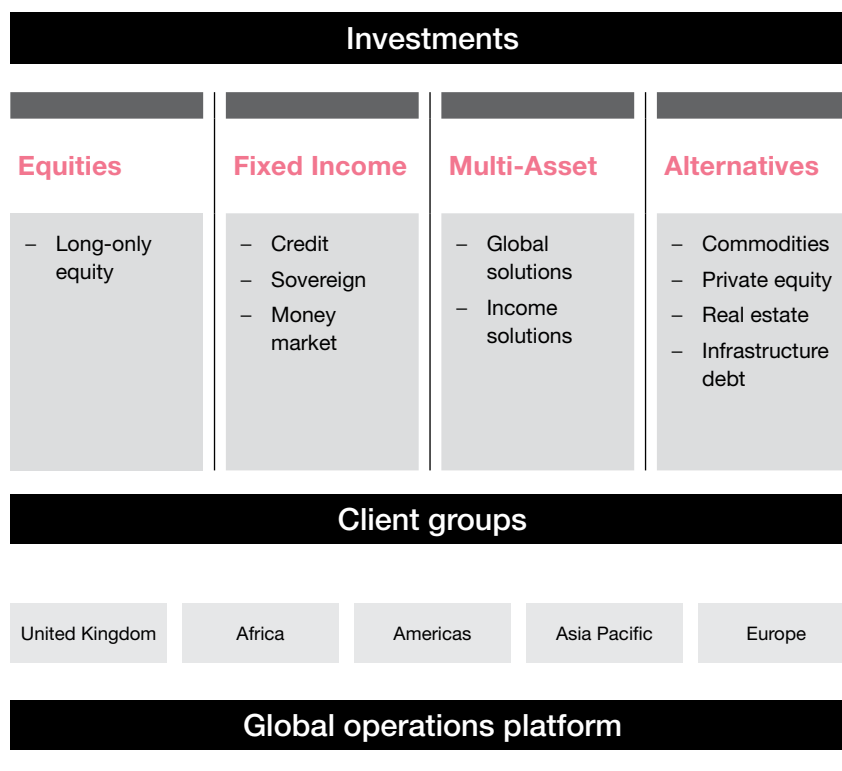 Investments
Equities
– Long-only
equity
Fixed Income
– Credit
– Sovereign
– Money
market
Multi-Asset
– Global
solutions
– Income
solutions
Alternatives
– Commodities
– Private equity
– Real estate
– Infrastructure
debt
Client groups
United Kingdom
Africa
Americas
Asia Pacific
Europe
Global operations platform